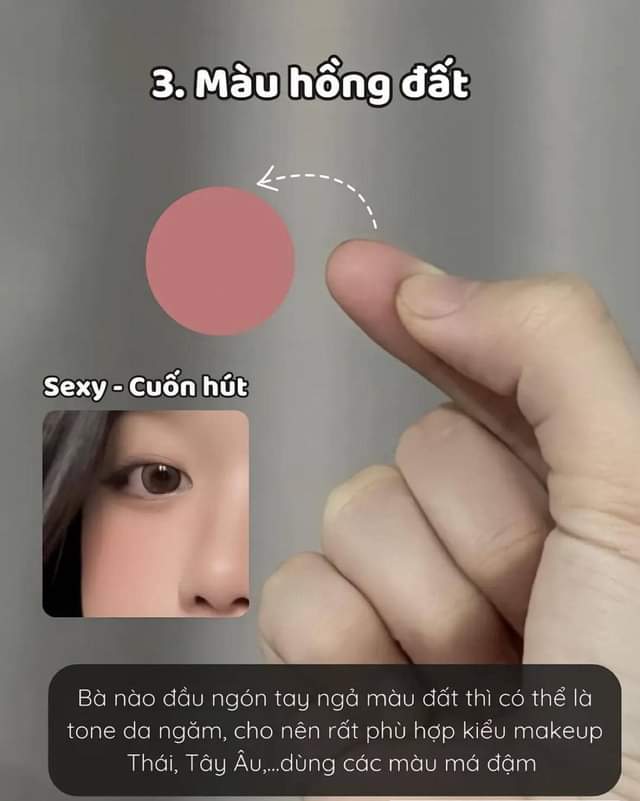 3. Màu hồng đất
Sexy - Cuốn hút
Bà nào đầu ngón tay ngả màu đất thì có thể là
tone da ngăm, cho nên rất phù hợp kiểu makeup
Thái, Tây Âu,...dùng các màu má đậm